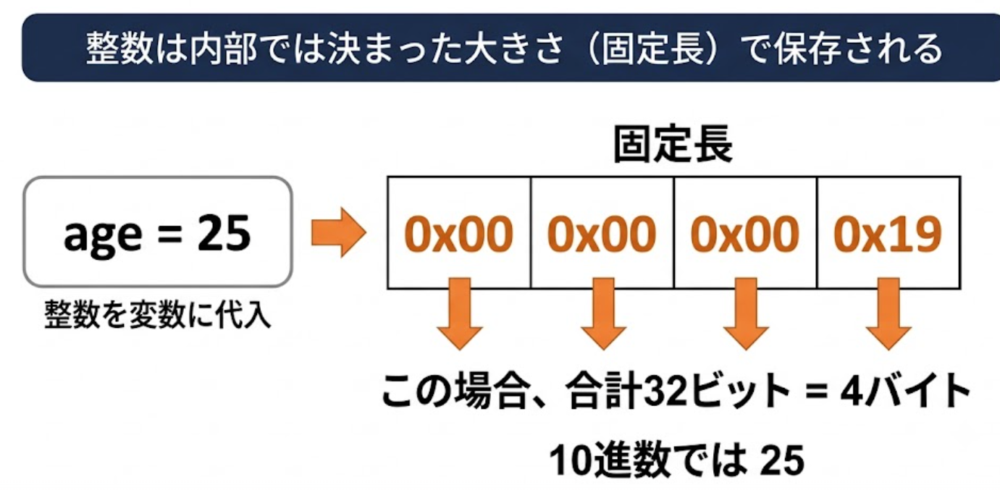 整数は内部では決まった大きさ（固定長）で保存される
固定長
age = 25
0x00 0x00 0x00 0x19
整数を変数に代入
この場合、合計32ビット = 4バイト
10進数では 25